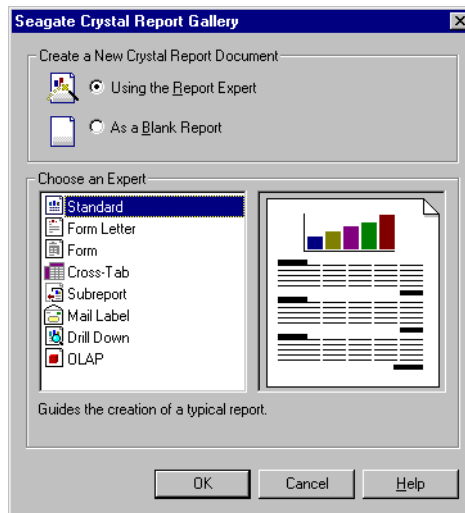 Seagate Crystal Report Gallery
Create a New Crystal Report Document
Using the Report Expert
As a Blank Report
Choose an Expert
Standard
Form Letter
Form
Cross-Tab
Subreport
Mail Label
Drill Down
OLAP
Guides the creation of a typical report.
OK Cancel Help